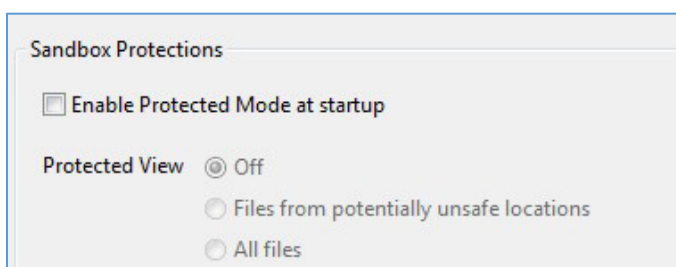 Sandbox Protections
Enable Protected Mode at startup
Protected View Off
Files from potentially unsafe locations
All files